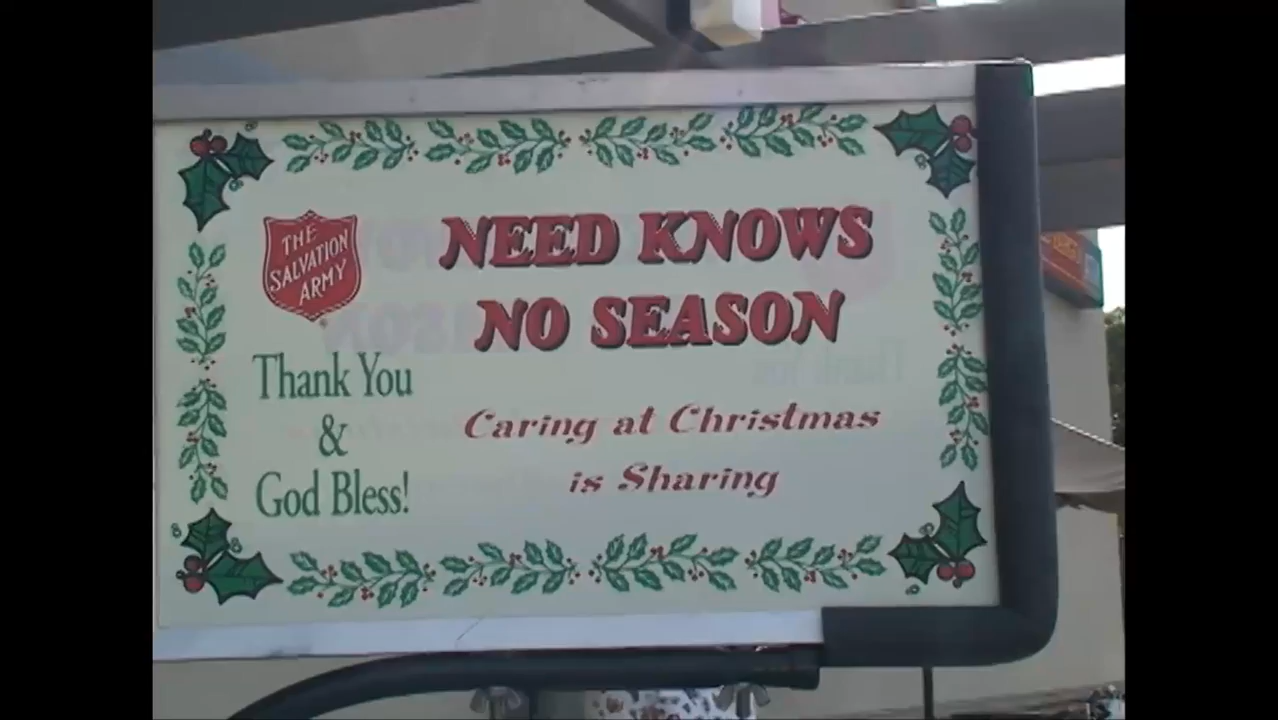 THE
SALVATION
ARMY
NEED KNOWS
NO SEASON
Thank You
&
God Bless!
Caring at Christmas
is Sharing